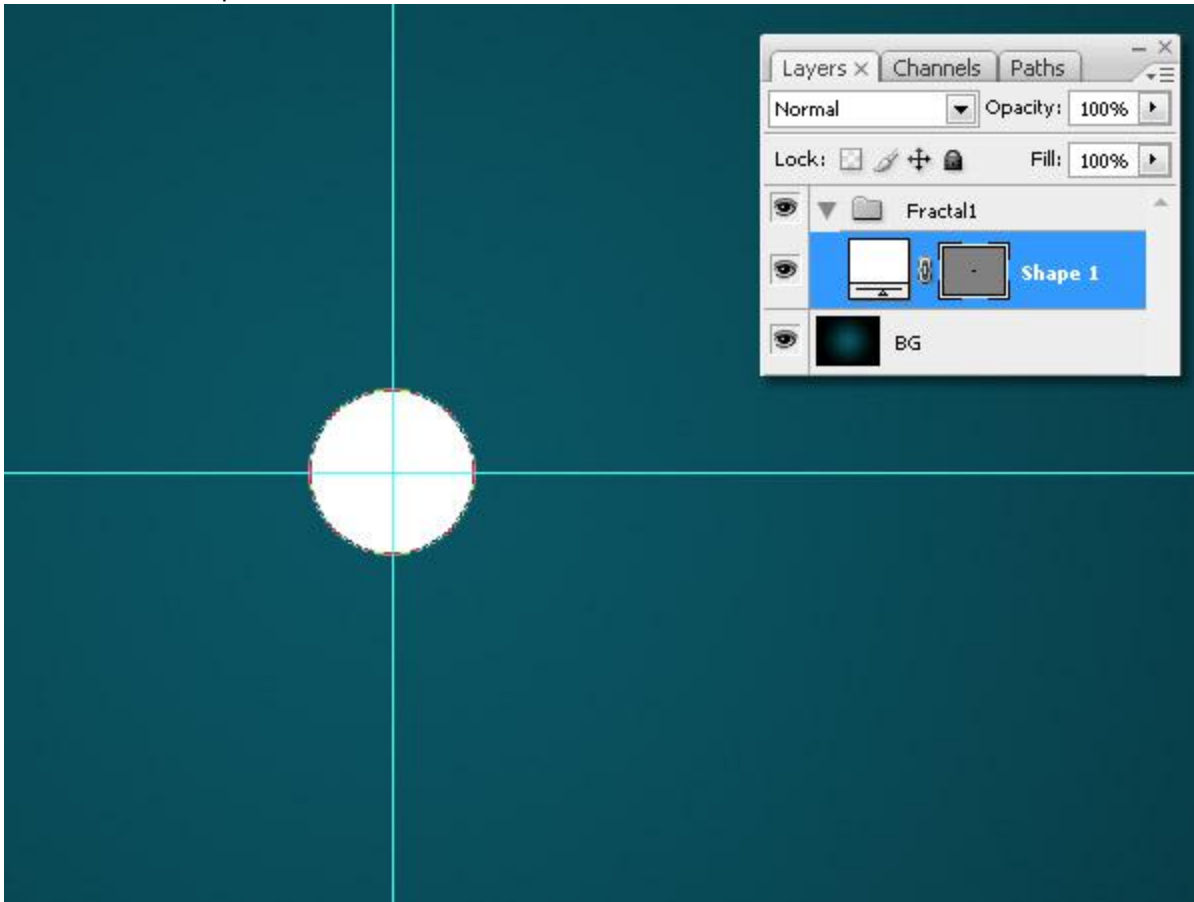 Layers × Channels Paths
Normal Opacity: 100%
Lock: Fill: 100%
Fractal1
Shape 1
BG